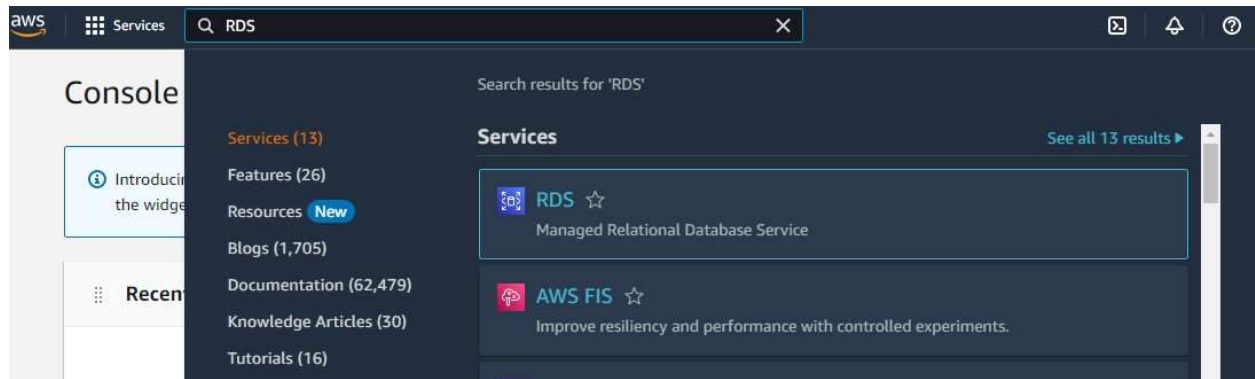 aws
Services
RDS
Console
Introducin
the widge
Recen
Services (13)
Features (26)
Resources New
Blogs (1,705)
Documentation (62,479)
Knowledge Articles (30)
Tutorials (16)
Search results for 'RDS'
Services
See all 13 results
RDS
Managed Relational Database Service
AWS FIS
Improve resiliency and performance with controlled experiments.